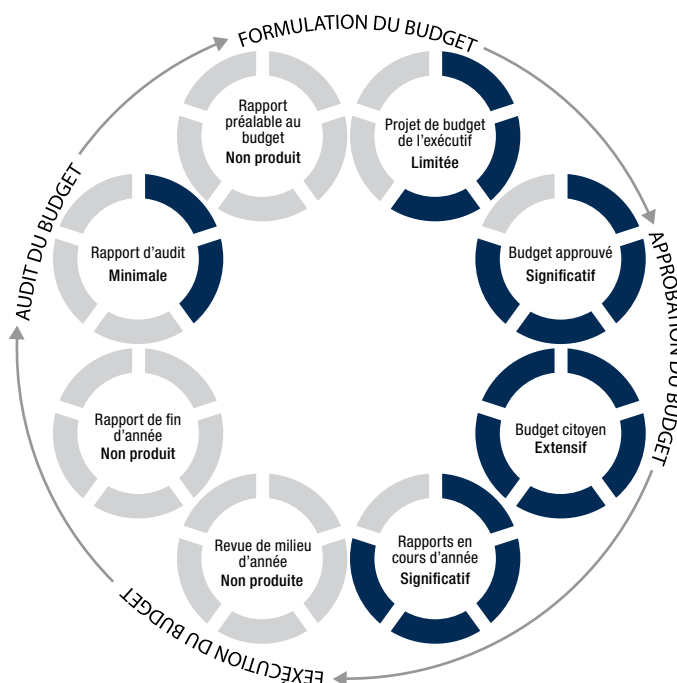 FORMULATION DU BUDGET
Rapport
préalable au
budget
Non produit
Projet de budget
de l'exécutif
Limitée
APPROBATION DU BUDGET
Budget approuvé
Significatif
Budget citoyen
Extensif
EEXÉCUTION DU BUDGET
Rapports en
cours d'année
Significatif
Revue de milieu
d'année
Non produite
Rapport de fin
d'année
Non produit
AUDIT DU BUDGET
Rapport d'audit
Minimale